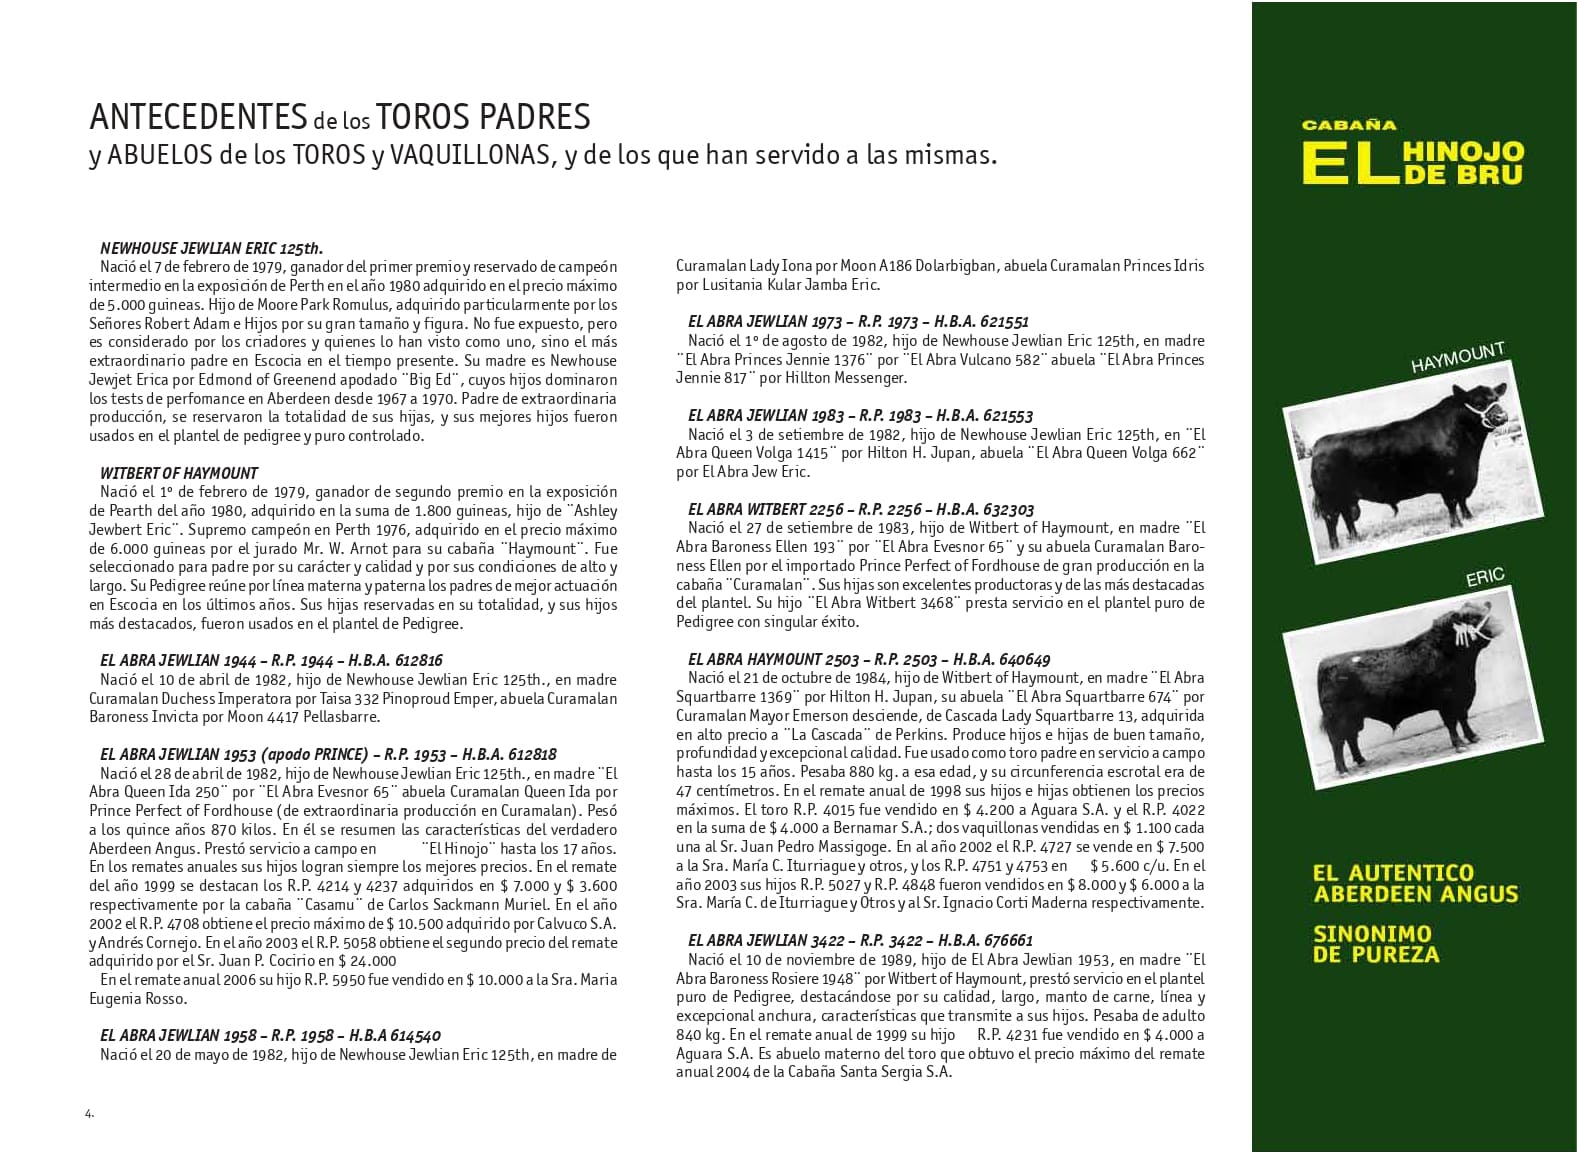 ANTECEDENTES de los TOROS PADRES
y ABUELOS de los TOROS y VAQUILLONAS, y de los que han servido a las mismas.
NEWHOUSE JEWLIAN ERIC 125th.
Nació el 7 de febrero de 1979, ganador del primer premio y reservado de campeón
intermedio en la exposición de Perth en el año 1980 adquirido en el precio máximo
de 5.000 guineas. Hijo de Moore Park Romulus, adquirido particularmente por los
Señores Robert Adam e Hijos por su gran tamaño y figura. No fue expuesto, pero
es considerado por los criadores y quienes lo han visto como uno, sino el más
extraordinario padre en Escocia en el tiempo presente. Su madre es Newhouse
Jewjet Erica por Edmond of Greenend apodado ¨Big Ed¨, cuyos hijos dominaron
los tests de perfomance en Aberdeen desde 1967 a 1970. Padre de extraordinaria
producción, se reservaron la totalidad de sus hijas, y sus mejores hijos fueron
usados en el plantel de pedigree y puro controlado.
WITBERT OF HAYMOUNT
Nació el 1º de febrero de 1979, ganador de segundo premio en la exposición
de Pearth del año 1980, adquirido en la suma de 1.800 guineas, hijo de ¨Ashley
Jewbert Eric¨. Supremo campeón en Perth 1976, adquirido en el precio máximo
de 6.000 guineas por el jurado Mr. W. Arnot para su cabaña ¨Haymount¨. Fue
seleccionado para padre por su carácter y calidad y por sus condiciones de alto y
largo. Su Pedigree reúne por línea materna y paterna los padres de mejor actuación
en Escocia en los últimos años. Sus hijas reservadas en su totalidad, y sus hijos
más destacados, fueron usados en el plantel de Pedigree.
EL ABRA JEWLIAN 1944 – R.P. 1944 – H.B.A. 612816
Nació el 10 de abril de 1982, hijo de Newhouse Jewlian Eric 125th., en madre
Curamalan Duchess Imperatora por Taisa 332 Pinoproud Emper, abuela Curamalan
Baroness Invicta por Moon 4417 Pellasbarre.
EL ABRA JEWLIAN 1953 (apodo PRINCE) – R.P. 1953 – H.B.A. 612818
Nació el 28 de abril de 1982, hijo de Newhouse Jewlian Eric 125th., en madre ¨El
Abra Queen Ida 250¨ por ¨El Abra Evesnor 65¨ abuela Curamalan Queen Ida por
Prince Perfect of Fordhouse (de extraordinaria producción en Curamalan). Pesó
a los quince años 870 kilos. En él se resumen las características del verdadero
Aberdeen Angus. Prestó servicio a campo en ¨El Hinojo¨ hasta los 17 años.
En los remates anuales sus hijos logran siempre los mejores precios. En el remate
del año 1999 se destacan los R.P. 4214 y 4237 adquiridos en $ 7.000 y $ 3.600
respectivamente por la cabaña ¨Casamu¨ de Carlos Sackmann Muriel. En el año
2002 el R.P. 4708 obtiene el precio máximo de $ 10.500 adquirido por Calvuco S.A.
y Andrés Cornejo. En el año 2003 el R.P. 5058 obtiene el segundo precio del remate
adquirido por el Sr. Juan P. Cocirio en $ 24.000
En el remate anual 2006 su hijo R.P. 5950 fue vendido en $ 10.000 a la Sra. Maria
Eugenia Rosso.
EL ABRA JEWLIAN 1958 – R.P. 1958 – H.B.A 614540
Nació el 20 de mayo de 1982, hijo de Newhouse Jewlian Eric 125th, en madre de
Curamalan Lady Iona por Moon A186 Dolarbigban, abuela Curamalan Princes Idris
por Lusitania Kular Jamba Eric.
EL ABRA JEWLIAN 1973 – R.P. 1973 – H.B.A. 621551
Nació el 1º de agosto de 1982, hijo de Newhouse Jewlian Eric 125th, en madre
¨El Abra Princes Jennie 1376¨ por ¨El Abra Vulcano 582¨ abuela ¨El Abra Princes
Jennie 817¨ por Hillton Messenger.
EL ABRA JEWLIAN 1983 – R.P. 1983 – H.B.A. 621553
Nació el 3 de setiembre de 1982, hijo de Newhouse Jewlian Eric 125th, en ¨El
Abra Queen Volga 1415¨ por Hilton H. Jupan, abuela ¨El Abra Queen Volga 662¨
por El Abra Jew Eric.
EL ABRA WITBERT 2256 – R.P. 2256 – H.B.A. 632303
Nació el 27 de setiembre de 1983, hijo de Witbert of Haymount, en madre ¨El
Abra Baroness Ellen 193¨ por ¨El Abra Evesnor 65¨ y su abuela Curamalan Baro-
ness Ellen por el importado Prince Perfect of Fordhouse de gran producción en la
cabaña ¨Curamalan¨. Sus hijas son excelentes productoras y de las más destacadas
del plantel. Su hijo ¨El Abra Witbert 3468¨ presta servicio en el plantel puro de
Pedigree con singular éxito.
EL ABRA HAYMOUNT 2503 – R.P. 2503 – H.B.A. 640649
Nació el 21 de octubre de 1984, hijo de Witbert of Haymount, en madre ¨El Abra
Squartbarre 1369¨ por Hilton H. Jupan, su abuela ¨El Abra Squartbarre 674¨ por
Curamalan Mayor Emerson desciende, de Cascada Lady Squartbarre 13, adquirida
en alto precio a ¨La Cascada¨ de Perkins. Produce hijos e hijas de buen tamaño,
profundidad y excepcional calidad. Fue usado como toro padre en servicio a campo
hasta los 15 años. Pesaba 880 kg. a esa edad, y su circunferencia escrotal era de
47 centímetros. En el remate anual de 1998 sus hijos e hijas obtienen los precios
máximos. El toro R.P. 4015 fue vendido en $ 4.200 a Aguara S.A. y el R.P. 4022
en la suma de $ 4.000 a Bernamar S.A.; dos vaquillonas vendidas en $ 1.100 cada
una al Sr. Juan Pedro Massigoge. En al año 2002 el R.P. 4727 se vende en $ 7.500
a la Sra. María C. Iturriague y otros, y los R.P. 4751 y 4753 en $ 5.600 c/u. En el
año 2003 sus hijos R.P. 5027 y R.P. 4848 fueron vendidos en $ 8.000 y $ 6.000 a la
Sra. María C. de Iturriague y Otros y al Sr. Ignacio Corti Maderna respectivamente.
EL ABRA JEWLIAN 3422 – R.P. 3422 – H.B.A. 676661
Nació el 10 de noviembre de 1989, hijo de El Abra Jewlian 1953, en madre ¨El
Abra Baroness Rosiere 1948¨ por Witbert of Haymount, prestó servicio en el plantel
puro de Pedigree, destacándose por su calidad, largo, manto de carne, línea y
excepcional anchura, características que transmite a sus hijos. Pesaba de adulto
840 kg. En el remate anual de 1999 su hijo R.P. 4231 fue vendido en $ 4.000 a
Aguara S.A. Es abuelo materno del toro que obtuvo el precio máximo del remate
anual 2004 de la Cabaña Santa Sergia S.A.
4.
CABAÑA
EL HINOJO
DE BRU
HAYMOUNT
ERIC
EL AUTENTICO
ABERDEEN ANGUS
SINONIMO
DE PUREZA